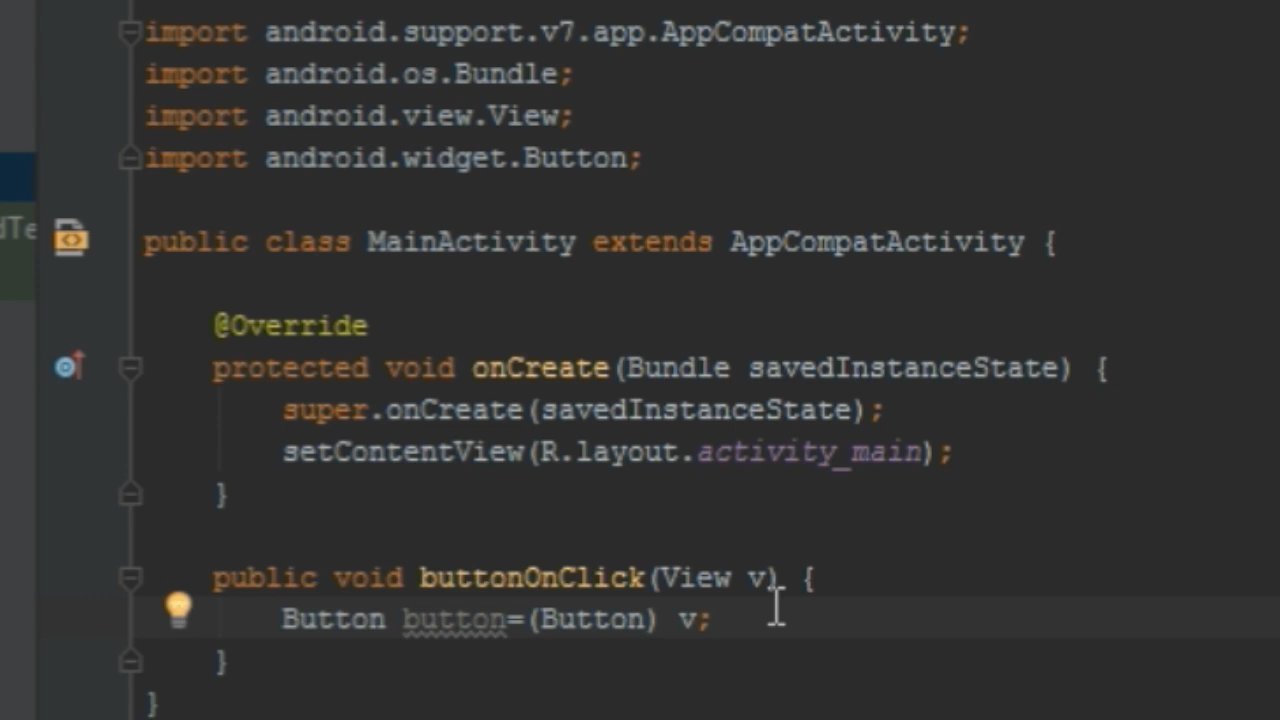 import android.support.v7.app.AppCompatActivity;
import android.os.Bundle;
import android.view.View;
import android.widget.Button;
dTe
public class MainActivity extends AppCompatActivity {
@Override
protected void onCreate(Bundle savedInstanceState) {
super.onCreate(savedInstanceState);
setContentView(R.layout.activity_main);
}
public void buttonOnClick(View v) {
Button button=(Button) v;
}
}